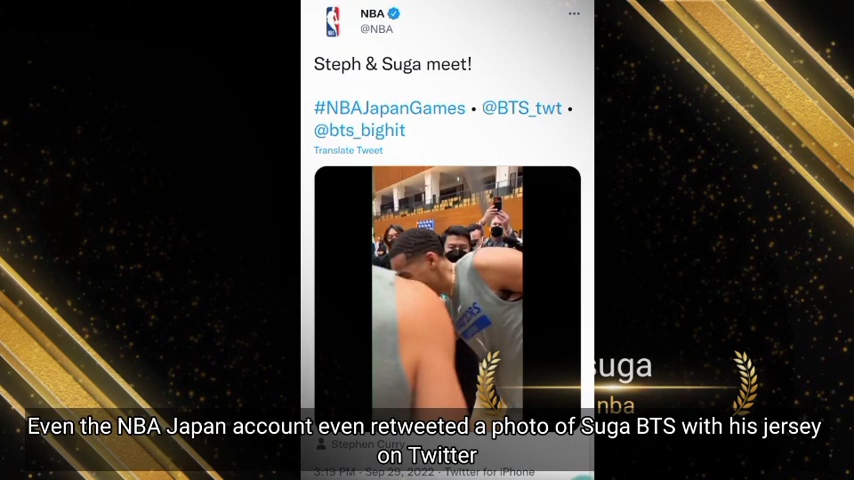 NBA
@NBA
Steph & Suga meet!
#NBAJapanGames • @BTS_twt •
@bts_bighit
Translate Tweet
suga
nba
Even the NBA Japan account even retweeted a photo of Suga BTS with his jersey
on Twitter
Stephen Curry
3:19 PM · Sep 29, 2022 · Twitter for iPhone